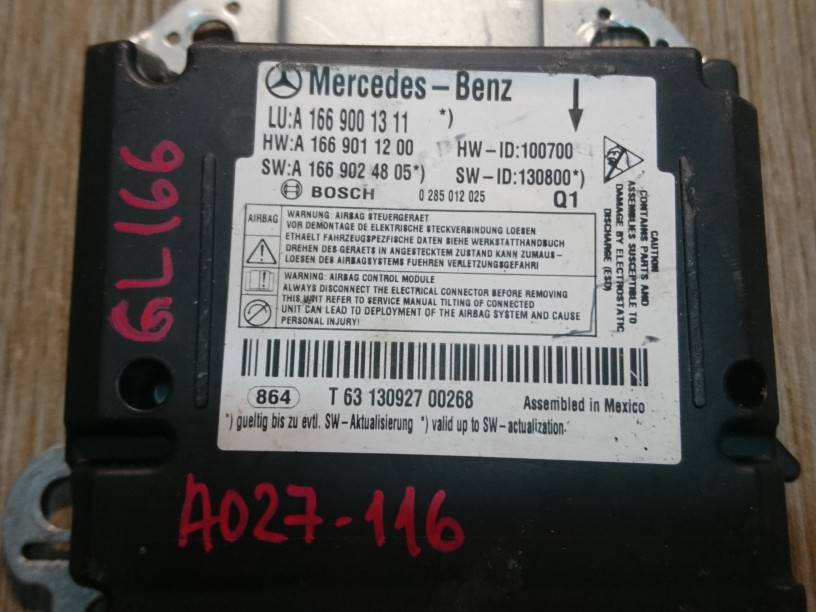 Mercedes-Benz
LU:A 166 900 13 11 *)
HW:A 166 901 12 00 HW-ID:100700
SW:A 166 902 48 05*) SW-ID:130800*)
BOSCH 0 285 012 025 Q1
CAUTION
CONTAINS PARTS AND
ASSEMBLIES SUSCEPTIBLE TO
DAMAGE BY ELECTROSTATIC
DISCHARGE (ESD)
AIRBAG
WARNUNG: AIRBAG STEUERGERAET
VOR DEMONTAGE DE ELEKTRISCHE STECKVERBINDUNG LOESEN
ETHAELT FAHRZEUGSPEZFISCHE DATEN SIEHE WERKSTATTHANDBUCH
DREHEN DES GERAETS IN ANGESTECKTEM ZUSTAND KANN ZUMAUS-
LOESEN DES AIRBAGSYSTEMS FUEHREN VERLETZUNGSGEFAHR!
WARNING: AIRBAG CONTROL MODULE
ALWAYS DISCONNECT THE ELECTRICAL CONNECTOR BEFORE REMOVING
THIS UNIT REFER TO SERVICE MANUAL TILTING OF CONNECTED
UNIT CAN LEAD TO DEPLOYMENT OF THE AIRBAG SYSTEM AND CAUSE
PERSONAL INJURY!
864 T 63 130927 00268 Assembled in Mexico
*) gueltig bis zu evtl. SW-Aktualisierung *) valid up to SW-actualization
GL166
A027-116